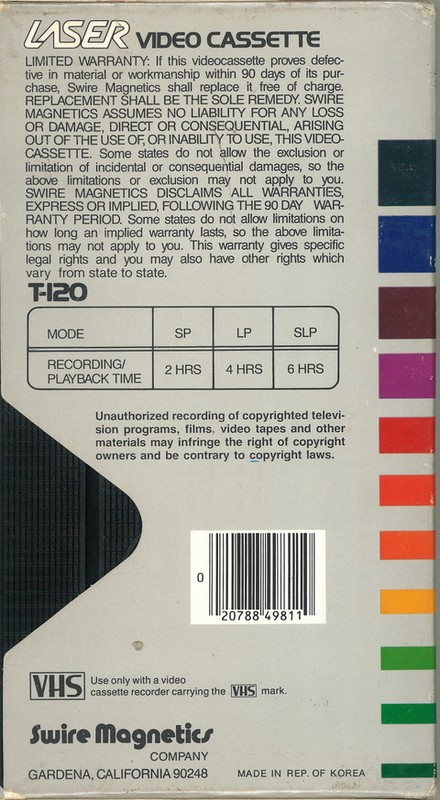 LASER VIDEO CASSETTE
LIMITED WARRANTY: If this videocassette proves defec-
tive in material or workmanship within 90 days of its pur-
chase, Swire Magnetics shall replace it free of charge.
REPLACEMENT SHALL BE THE SOLE REMEDY. SWIRE
MAGNETICS ASSUMES NO LIABILITY FOR ANY LOSS
OR DAMAGE, DIRECT OR CONSEQUENTIAL, ARISING
OUT OF THE USE OF, OR INABILITY TO USE, THIS VIDEO-
CASSETTE. Some states do not allow the exclusion or
limitation of incidental or consequential damages, so the
above limitations or exclusion may not apply to you.
SWIRE MAGNETICS DISCLAIMS ALL WARRANTIES,
EXPRESS OR IMPLIED, FOLLOWING THE 90 DAY WAR-
RANTY PERIOD. Some states do not allow limitations on
how long an implied warranty lasts, so the above limita-
tions may not apply to you. This warranty gives specific
legal rights and you may also have other rights which
vary from state to state.
T-120
MODE SP LP SLP
RECORDING/
PLAYBACK TIME 2 HRS 4 HRS 6 HRS
Unauthorized recording of copyrighted televi-
sion programs, films, video tapes and other
materials may infringe the right of copyright
owners and be contrary to copyright laws.
0 20788 49811
VHS Use only with a video
cassette recorder carrying the VHS mark.
Swire Magnetics
COMPANY
GARDENA, CALIFORNIA 90248 MADE IN REP. OF KOREA